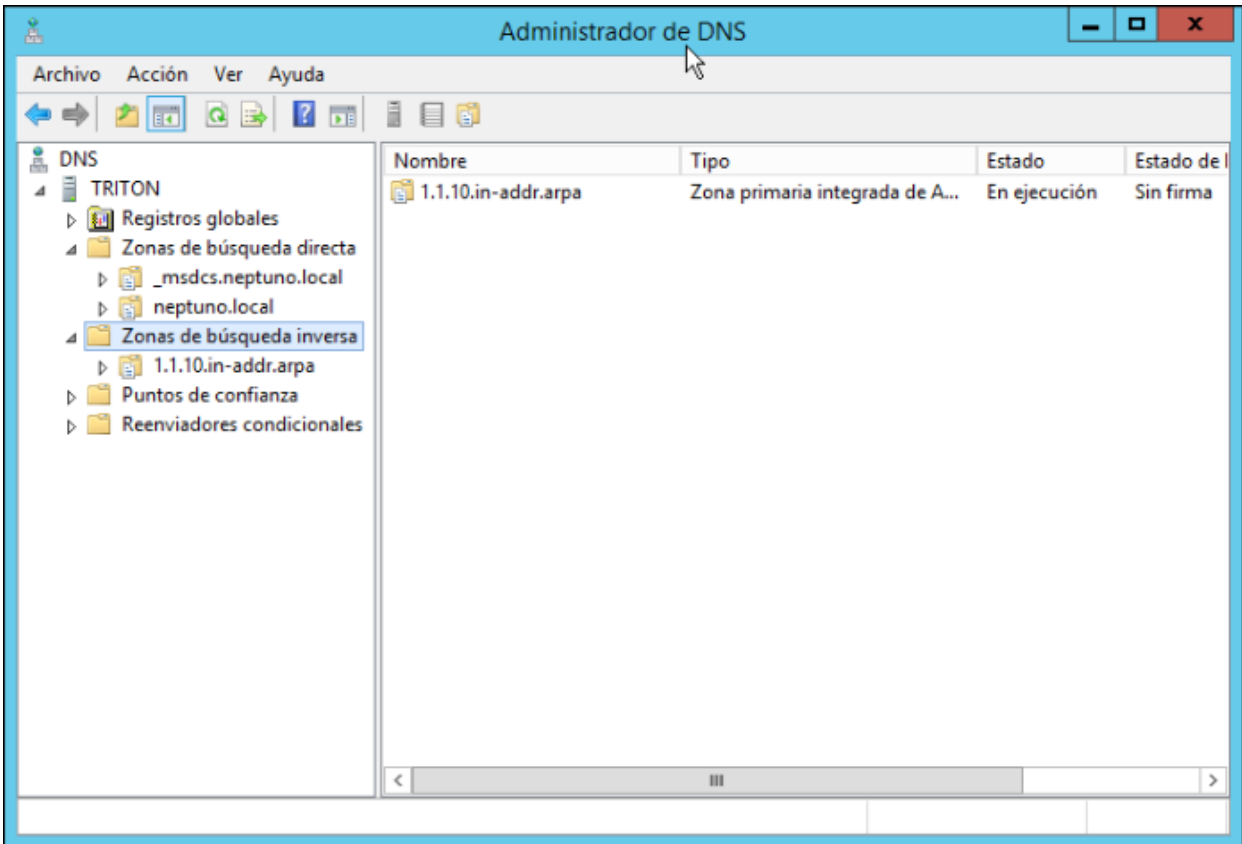 Administrador de DNS
Archivo Acción Ver Ayuda
DNS
TRITON
Registros globales
Zonas de búsqueda directa
_msdcs.neptuno.local
neptuno.local
Zonas de búsqueda inversa
1.1.10.in-addr.arpa
Puntos de confianza
Reenviadores condicionales
Nombre Tipo Estado Estado de l
1.1.10.in-addr.arpa Zona primaria integrada de A... En ejecución Sin firma